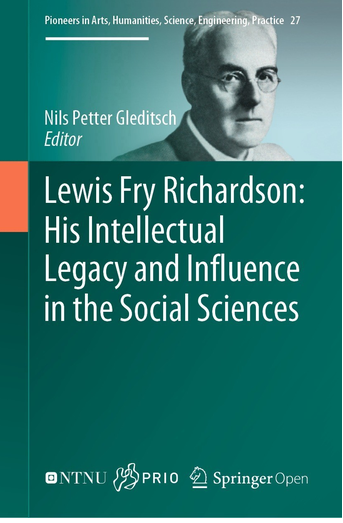 Pioneers in Arts, Humanities, Science, Engineering, Practice 27
Nils Petter Gleditsch
Editor
Lewis Fry Richardson:
His Intellectual
Legacy and Influence
in the Social Sciences
NTNU PRIO Springer Open